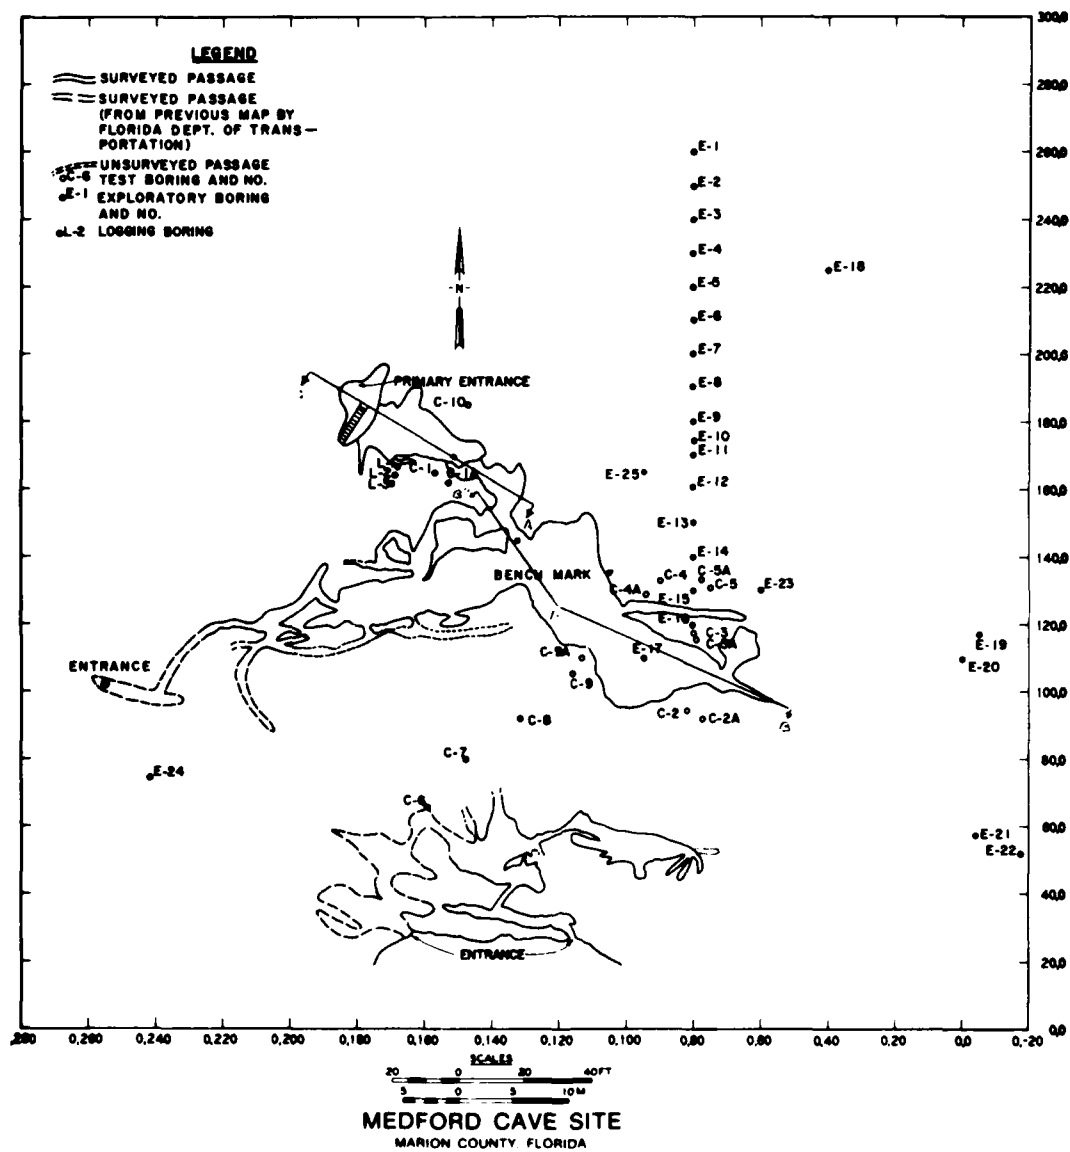 LEGEND
SURVEYED PASSAGE
SURVEYED PASSAGE
(FROM PREVIOUS MAP BY
FLORIDA DEPT. OF TRANS-
PORTATION)
UNSURVEYED PASSAGE
C-6 TEST BORING AND NO.
E-1 EXPLORATORY BORING
AND NO.
L-2 LOGGING BORING
N
300,0
280,0
260,0
240,0
220,0
200,0
180,0
160,0
140,0
120,0
100,0
80,0
60,0
40,0
20,0
0,0
E-1
E-2
E-3
E-4
E-5
E-6
E-7
E-8
E-9
E-10
E-11
E-12
E-13
E-14
E-15
E-16
E-17
E-18
E-19
E-20
E-21
E-22
E-23
E-24
E-25
PRIMARY ENTRANCE
C-10
C-1
L-2
L-3
A
BENCH MARK
C-4
C-4A
C-5A
C-5
C-3
C-3A
C-9A
C-9
C-2
C-2A
B
C-8
C-7
C-6
ENTRANCE
ENTRANCE
0,240
0,220
0,200
0,180
0,160
0,140
0,120
0,100
0,80
0,60
0,40
0,20
0,0
0,-20
SCALES
20 0 20 40FT
5 0 5 10M
MEDFORD CAVE SITE
MARION COUNTY FLORIDA